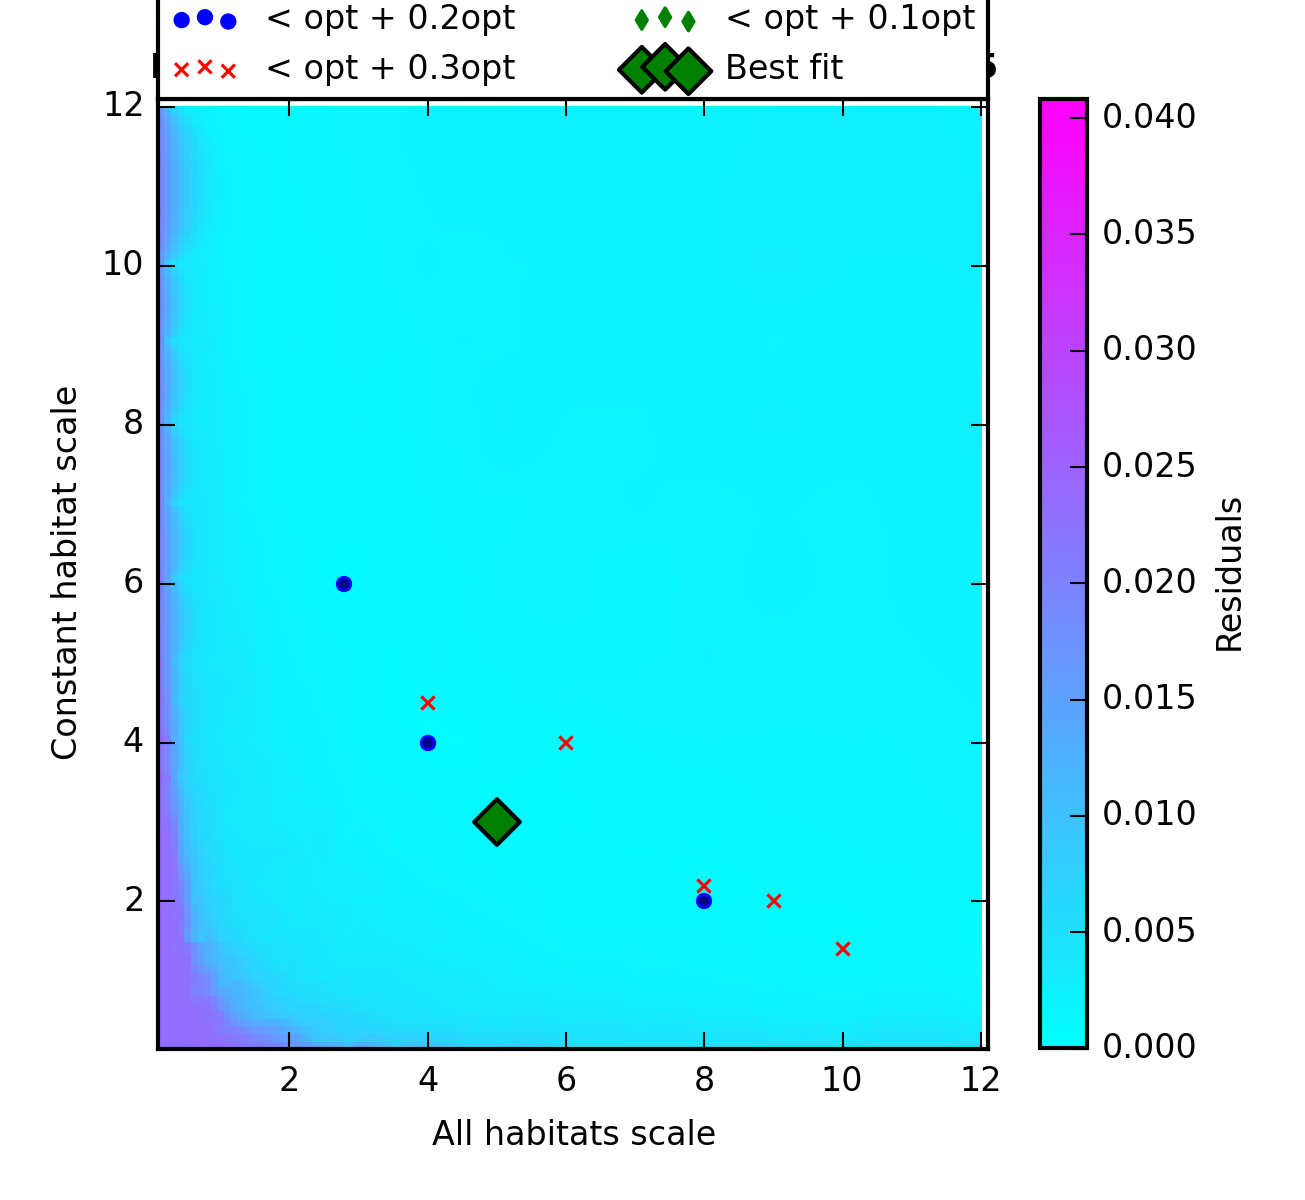 < opt + 0.2opt < opt + 0.1opt
< opt + 0.3opt Best fit
12
10
8
6
4
2
Constant habitat scale
2 4 6 8 10 12
All habitats scale
0.040
0.035
0.030
0.025
0.020
0.015
0.010
0.005
0.000
Residuals